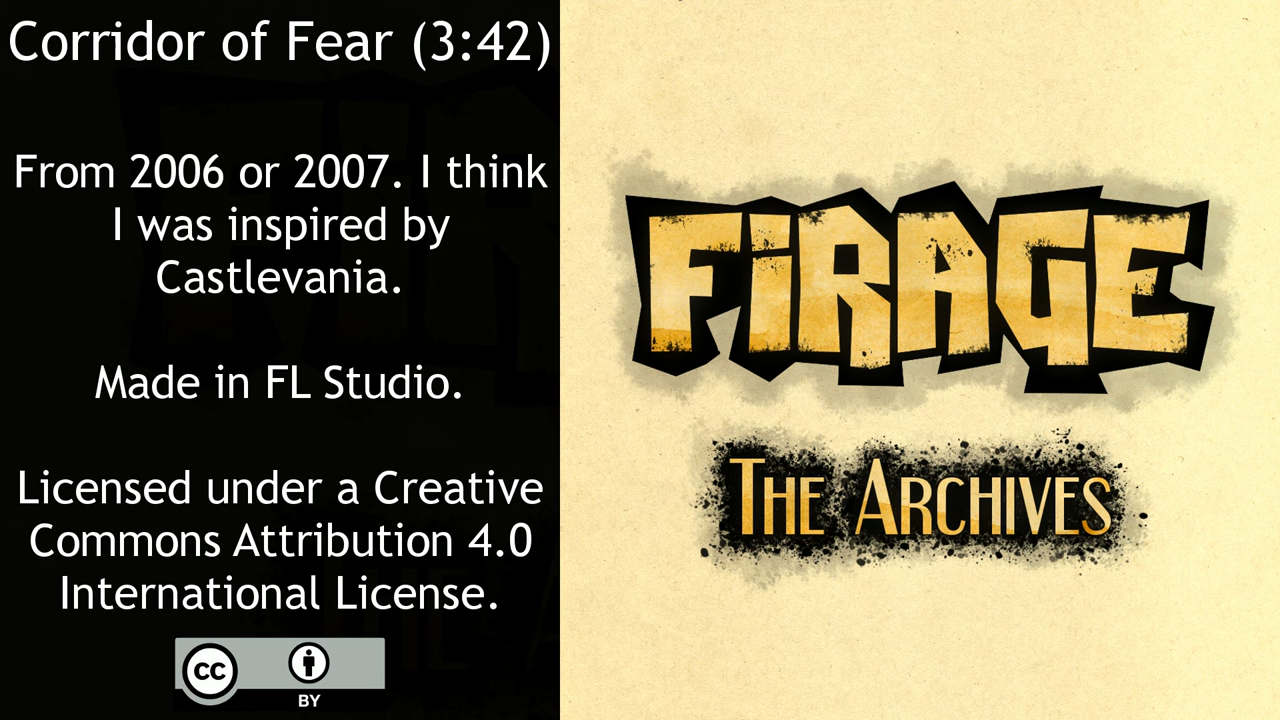 Corridor of Fear (3:42)
From 2006 or 2007. I think
I was inspired by
Castlevania.
Made in FL Studio.
Licensed under a Creative
Commons Attribution 4.0
International License.
cc
BY
FiRAGE
The Archives